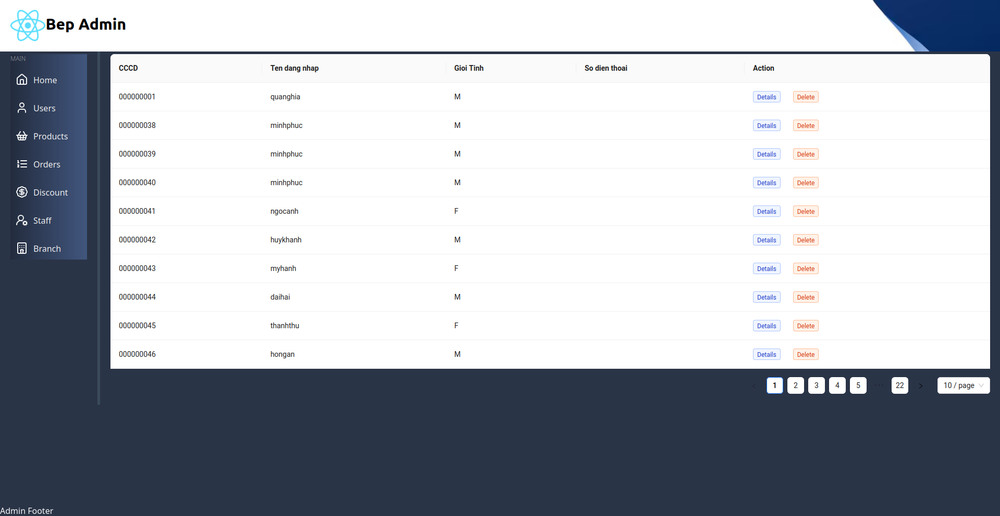 Bep Admin
MAIN
Home
Users
Products
Orders
Discount
Staff
Branch
CCCD Ten dang nhap Gioi Tinh So dien thoai Action
000000001 quanghia M Details Delete
000000038 minhphuc M Details Delete
000000039 minhphuc M Details Delete
000000040 minhphuc M Details Delete
000000041 ngocanh F Details Delete
000000042 huykhanh M Details Delete
000000043 myhanh F Details Delete
000000044 daihai M Details Delete
000000045 thanhthu F Details Delete
000000046 hongan M Details Delete
< 1 2 3 4 5 ••• 22 > 10 / page
Admin Footer